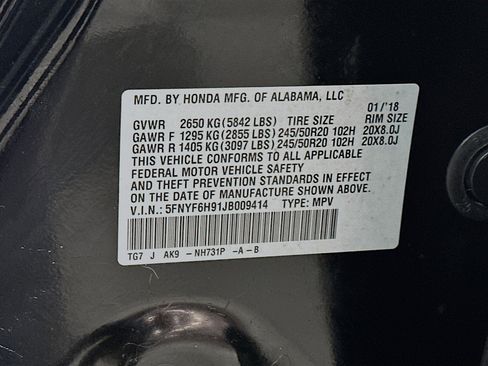 MFD. BY HONDA MFG. OF ALABAMA, LLC
01/'18
GVWR 2650 KG (5842 LBS) TIRE SIZE RIM SIZE
GAWR F 1295 KG (2855 LBS) 245/50R20 102H 20X8.0J
GAWR R 1405 KG (3097 LBS) 245/50R20 102H 20X8.0J
THIS VEHICLE CONFORMS TO ALL APPLICABLE
FEDERAL MOTOR VEHICLE SAFETY
AND THEFT PREVENTION STANDARDS IN EFFECT
ON THE DATE OF MANUFACTURE SHOWN ABOVE.
V.I.N.: 5FNYF6H91JB009414 TYPE: MPV
TG7 J AK9 -NH731P -A-B